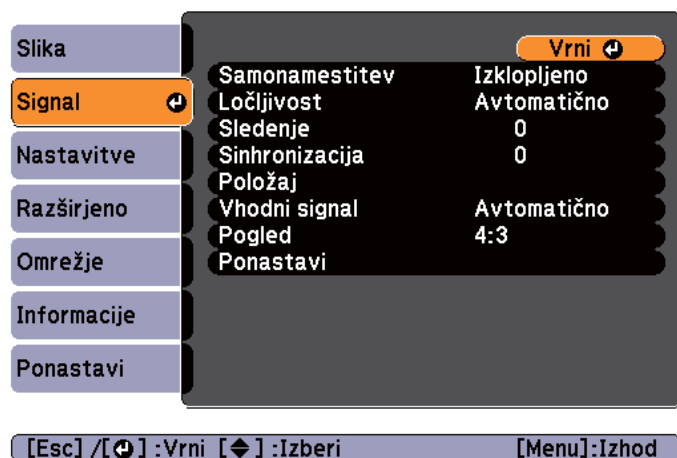 Slika
Signal
Nastavitve
Razširjeno
Omrežje
Informacije
Ponastavi
Vrni
Samonamestitev Izklopljeno
Ločljivost Avtomatično
Sledenje 0
Sinhronizacija 0
Položaj
Vhodni signal Avtomatično
Pogled 4:3
Ponastavi
[Esc] /[ ] :Vrni [ ] :Izberi [Menu]:Izhod